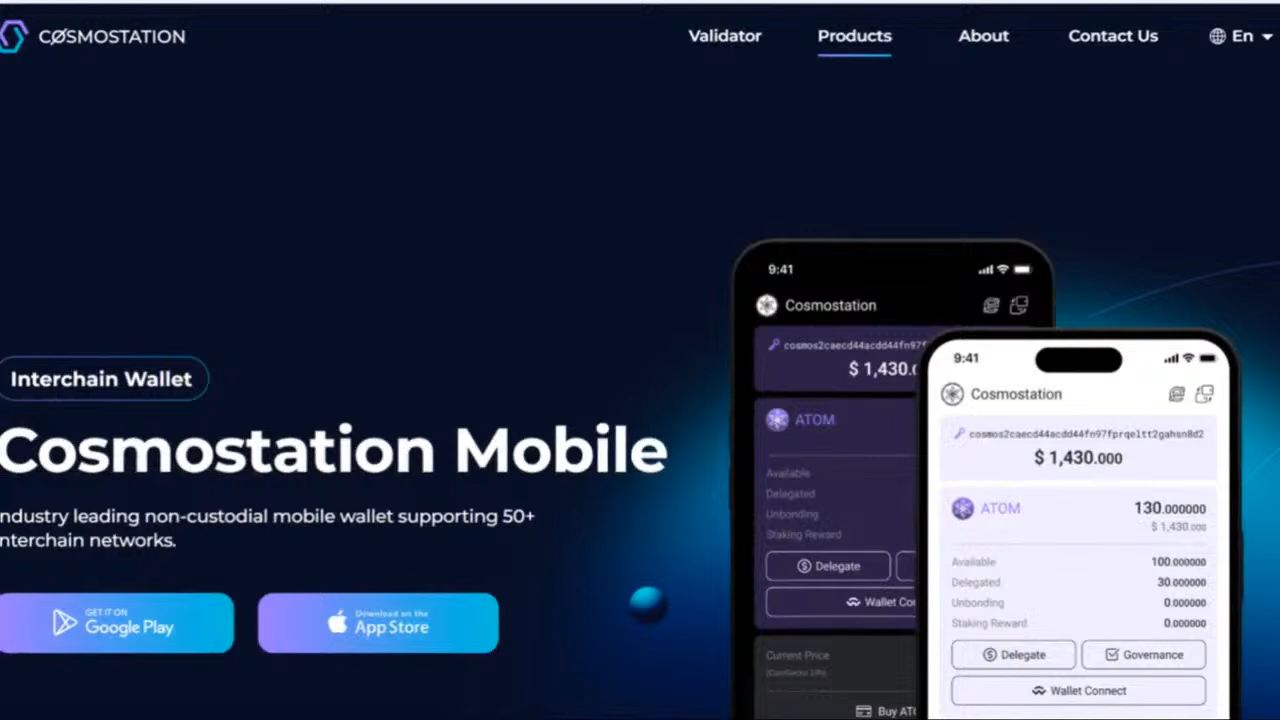 CØSMOSTATION
Validator
Products
About
Contact Us
En
Interchain Wallet
Cosmostation Mobile
ndustry leading non-custodial mobile wallet supporting 50+
nterchain networks.
GET IT ON
Google Play
Download on the
App Store
9:41
Cosmostation
cosmos2caecd44acdd44fn97f
$ 1,430.0
ATOM
Available
Delegated
Unbonding
Staking Reward
Delegate
Wallet Co
Current Price
Buy AT
9:41
Cosmostation
cosmos2caecd44acdd44fn97fprqeltt2gahsn8d2
$ 1,430.000
ATOM
130.000000
$ 1,430.000
Available
100.000000
Delegated
30.000000
Unbonding
0.000000
Staking Reward
0.000000
Delegate
Governance
Wallet Connect